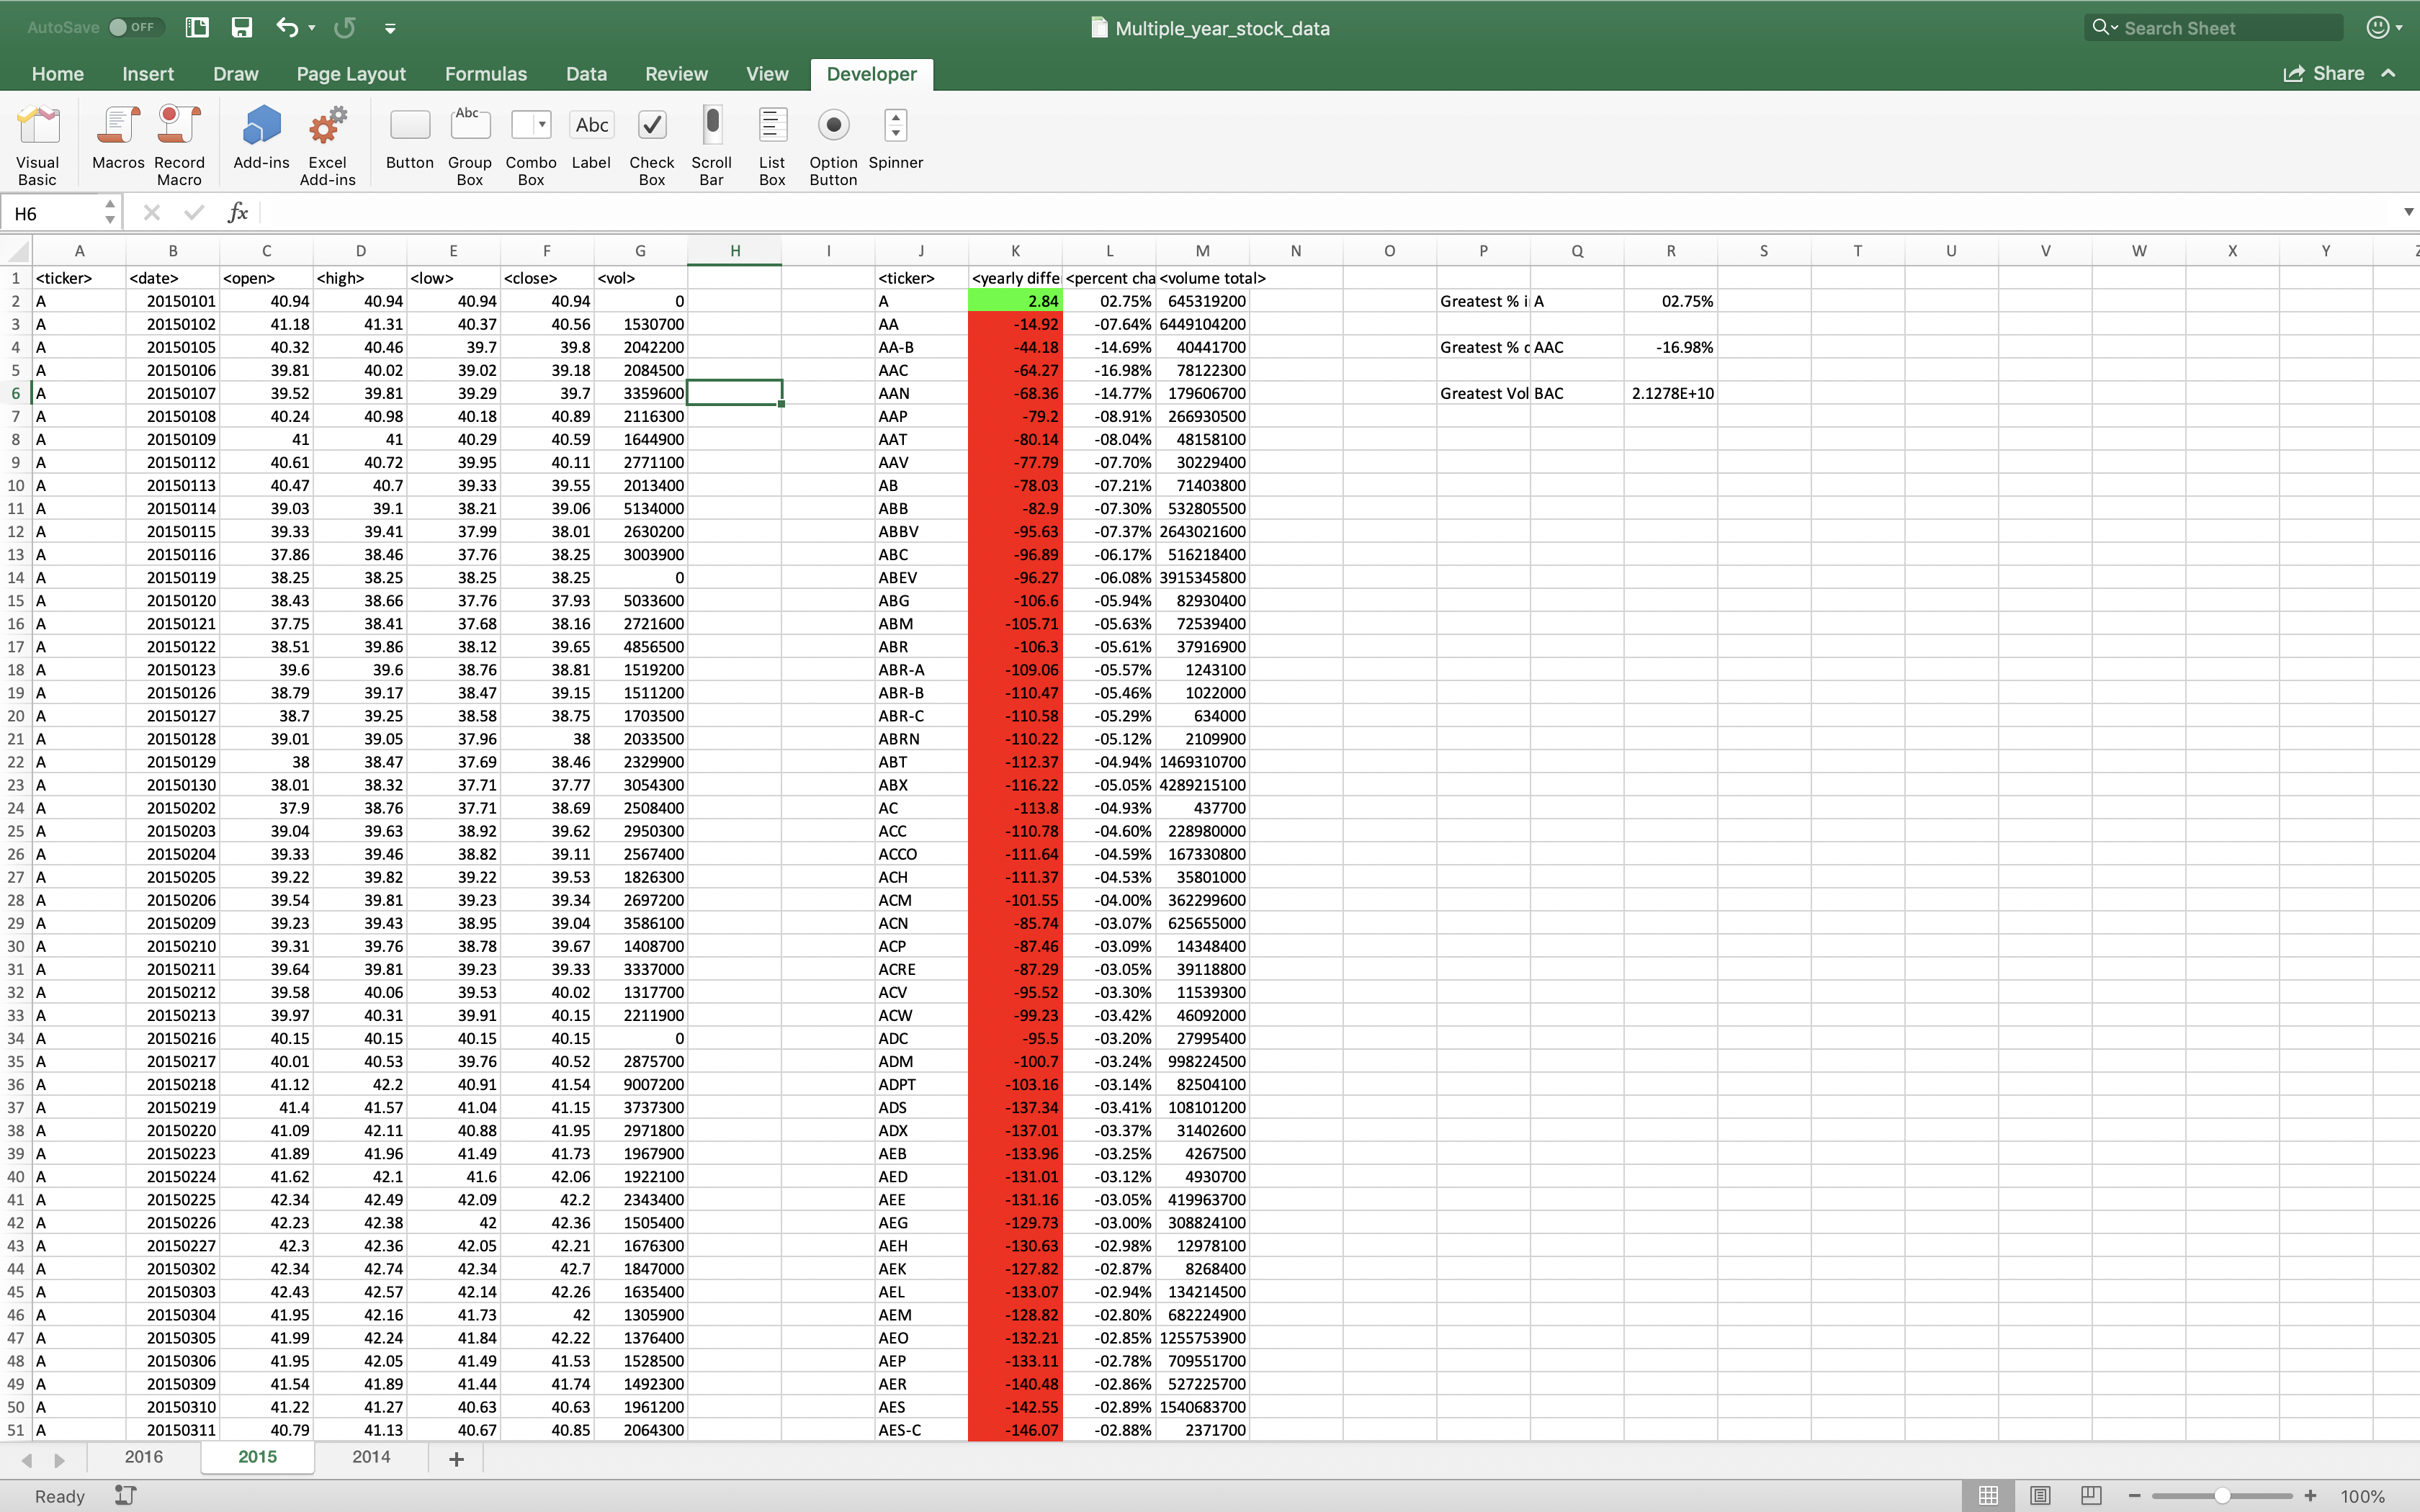 AutoSave OFF Multiple_year_stock_data Search Sheet
Home Insert Draw Page Layout Formulas Data Review View Developer Share
Abc Abc
Visual Basic Macros Record Macro Add-ins Excel Add-ins Button Group Box Combo Box Label Check Box Scroll Bar List Box Option Button Spinner
H6 fx
A B C D E F G H I J K L M N O P Q R S T U V W X Y Z
1 <ticker> <date> <open> <high> <low> <close> <vol> <ticker> <yearly diffe <percent cha <volume total>
2 A 20150101 40.94 40.94 40.94 40.94 0 A 2.84 02.75% 645319200 Greatest % i A 02.75%
3 A 20150102 41.18 41.31 40.37 40.56 1530700 AA -14.92 -07.64% 6449104200
4 A 20150105 40.32 40.46 39.7 39.8 2042200 AA-B -44.18 -14.69% 40441700 Greatest % d AAC -16.98%
5 A 20150106 39.81 40.02 39.02 39.18 2084500 AAC -64.27 -16.98% 78122300
6 A 20150107 39.52 39.81 39.29 39.7 3359600 AAN -68.36 -14.77% 179606700 Greatest Vol BAC 2.1278E+10
7 A 20150108 40.24 40.98 40.18 40.89 2116300 AAP -79.2 -08.91% 266930500
8 A 20150109 41 41 40.29 40.59 1644900 AAT -80.14 -08.04% 48158100
9 A 20150112 40.61 40.72 39.95 40.11 2771100 AAV -77.79 -07.70% 30229400
10 A 20150113 40.47 40.7 39.33 39.55 2013400 AB -78.03 -07.21% 71403800
11 A 20150114 39.03 39.1 38.21 39.06 5134000 ABB -82.9 -07.30% 532805500
12 A 20150115 39.33 39.41 37.99 38.01 2630200 ABBV -95.63 -07.37% 2643021600
13 A 20150116 37.86 38.46 37.76 38.25 3003900 ABC -96.89 -06.17% 516218400
14 A 20150119 38.25 38.25 38.25 38.25 0 ABEV -96.27 -06.08% 3915345800
15 A 20150120 38.43 38.66 37.76 37.93 5033600 ABG -106.6 -05.94% 82930400
16 A 20150121 37.75 38.41 37.68 38.16 2721600 ABM -105.71 -05.63% 72539400
17 A 20150122 38.51 39.86 38.12 39.65 4856500 ABR -106.3 -05.61% 37916900
18 A 20150123 39.6 39.6 38.76 38.81 1519200 ABR-A -109.06 -05.57% 1243100
19 A 20150126 38.79 39.17 38.47 39.15 1511200 ABR-B -110.47 -05.46% 1022000
20 A 20150127 38.7 39.25 38.58 38.75 1703500 ABR-C -110.58 -05.29% 634000
21 A 20150128 39.01 39.05 37.96 38 2033500 ABRN -110.22 -05.12% 2109900
22 A 20150129 38 38.47 37.69 38.46 2329900 ABT -112.37 -04.94% 1469310700
23 A 20150130 38.01 38.32 37.71 37.77 3054300 ABX -116.22 -05.05% 4289215100
24 A 20150202 37.9 38.76 37.71 38.69 2508400 AC -113.8 -04.93% 437700
25 A 20150203 39.04 39.63 38.92 39.62 2950300 ACC -110.78 -04.60% 228980000
26 A 20150204 39.33 39.46 38.82 39.11 2567400 ACCO -111.64 -04.59% 167330800
27 A 20150205 39.22 39.82 39.22 39.53 1826300 ACH -111.37 -04.53% 35801000
28 A 20150206 39.54 39.81 39.23 39.34 2697200 ACM -101.55 -04.00% 362299600
29 A 20150209 39.23 39.43 38.95 39.04 3586100 ACN -85.74 -03.07% 625655000
30 A 20150210 39.31 39.76 38.78 39.67 1408700 ACP -87.46 -03.09% 14348400
31 A 20150211 39.64 39.81 39.23 39.33 3337000 ACRE -87.29 -03.05% 39118800
32 A 20150212 39.58 40.06 39.53 40.02 1317700 ACV -95.52 -03.30% 11539300
33 A 20150213 39.97 40.31 39.91 40.15 2211900 ACW -99.23 -03.42% 46092000
34 A 20150216 40.15 40.15 40.15 40.15 0 ADC -95.5 -03.20% 27995400
35 A 20150217 40.01 40.53 39.76 40.52 2875700 ADM -100.7 -03.24% 998224500
36 A 20150218 41.12 42.2 40.91 41.54 9007200 ADPT -103.16 -03.14% 82504100
37 A 20150219 41.4 41.57 41.04 41.15 3737300 ADS -137.34 -03.41% 108101200
38 A 20150220 41.09 42.11 40.88 41.95 2971800 ADX -137.01 -03.37% 31402600
39 A 20150223 41.89 41.96 41.49 41.73 1967900 AEB -133.96 -03.25% 4267500
40 A 20150224 41.62 42.1 41.6 42.06 1922100 AED -131.01 -03.12% 4930700
41 A 20150225 42.34 42.49 42.09 42.2 2343400 AEE -131.16 -03.05% 419963700
42 A 20150226 42.23 42.38 42 42.36 1505400 AEG -129.73 -03.00% 308824100
43 A 20150227 42.3 42.36 42.05 42.21 1676300 AEH -130.63 -02.98% 12978100
44 A 20150302 42.34 42.74 42.34 42.7 1847000 AEK -127.82 -02.87% 8268400
45 A 20150303 42.43 42.57 42.14 42.26 1635400 AEL -133.07 -02.94% 134214500
46 A 20150304 41.95 42.16 41.73 42 1305900 AEM -128.82 -02.80% 682224900
47 A 20150305 41.99 42.24 41.84 42.22 1376400 AEO -132.21 -02.85% 1255753900
48 A 20150306 41.95 42.05 41.49 41.53 1528500 AEP -133.11 -02.78% 709551700
49 A 20150309 41.54 41.89 41.44 41.74 1492300 AER -140.48 -02.86% 527225700
50 A 20150310 41.22 41.27 40.63 40.63 1961200 AES -142.55 -02.89% 1540683700
51 A 20150311 40.79 41.13 40.67 40.85 2064300 AES-C -146.07 -02.88% 2371700
2016 2015 2014 +
Ready 100%